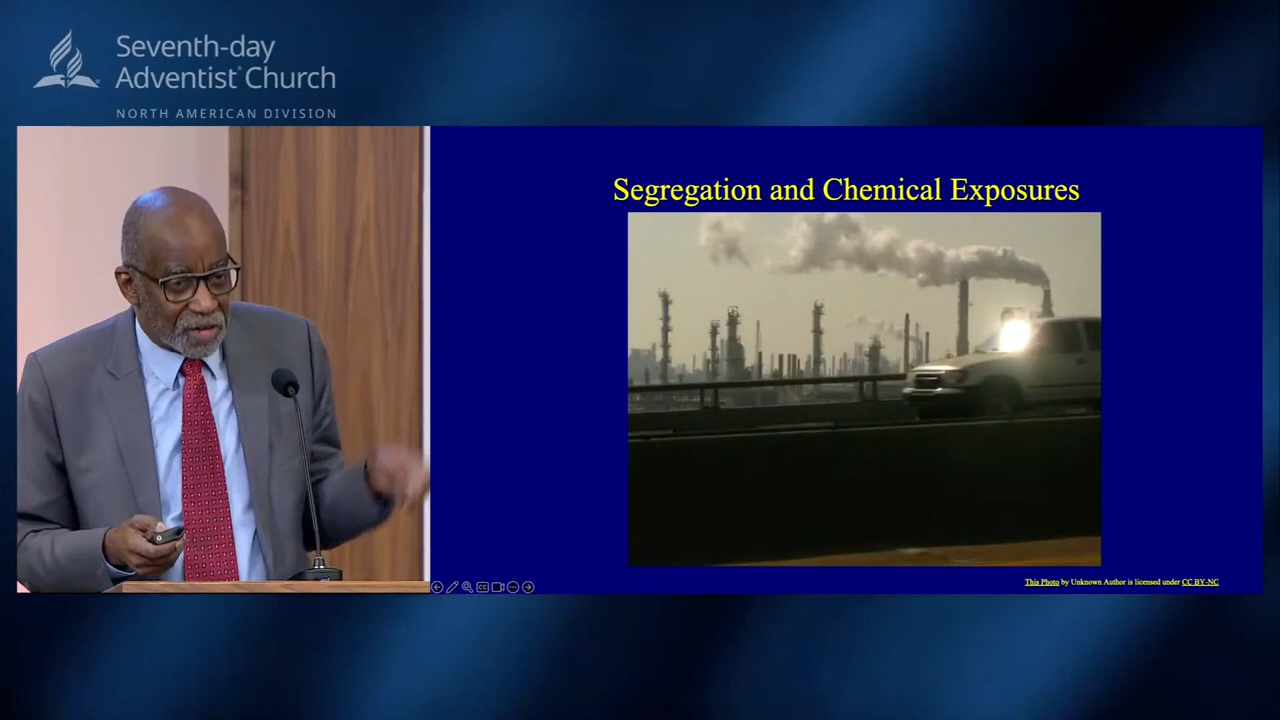 Seventh-day
Adventist® Church
NORTH AMERICAN DIVISION
Segregation and Chemical Exposures
This Photo by Unknown Author is licensed under CC BY-NC
CC